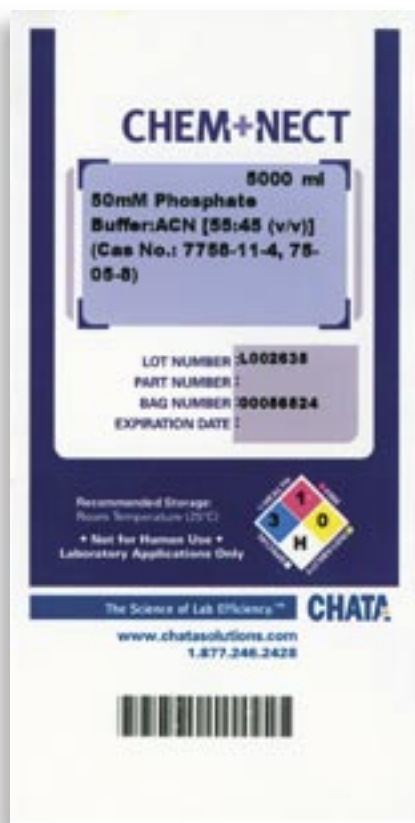 CHEM+NECT
5000 ml
50mM Phosphate
Buffer:ACN [55:45 (v/v)]
(Cas No.: 7758-11-4, 75-
05-8)
LOT NUMBER :L002638
PART NUMBER :
BAG NUMBER :00086824
EXPIRATION DATE :
Recommended Storage:
Room Temperature (25°C)
• Not for Human Use •
Laboratory Applications Only
1
3
0
H
The Science of Lab Efficiency.™
CHATA
www.chatasolutions.com
1.877.246.2428